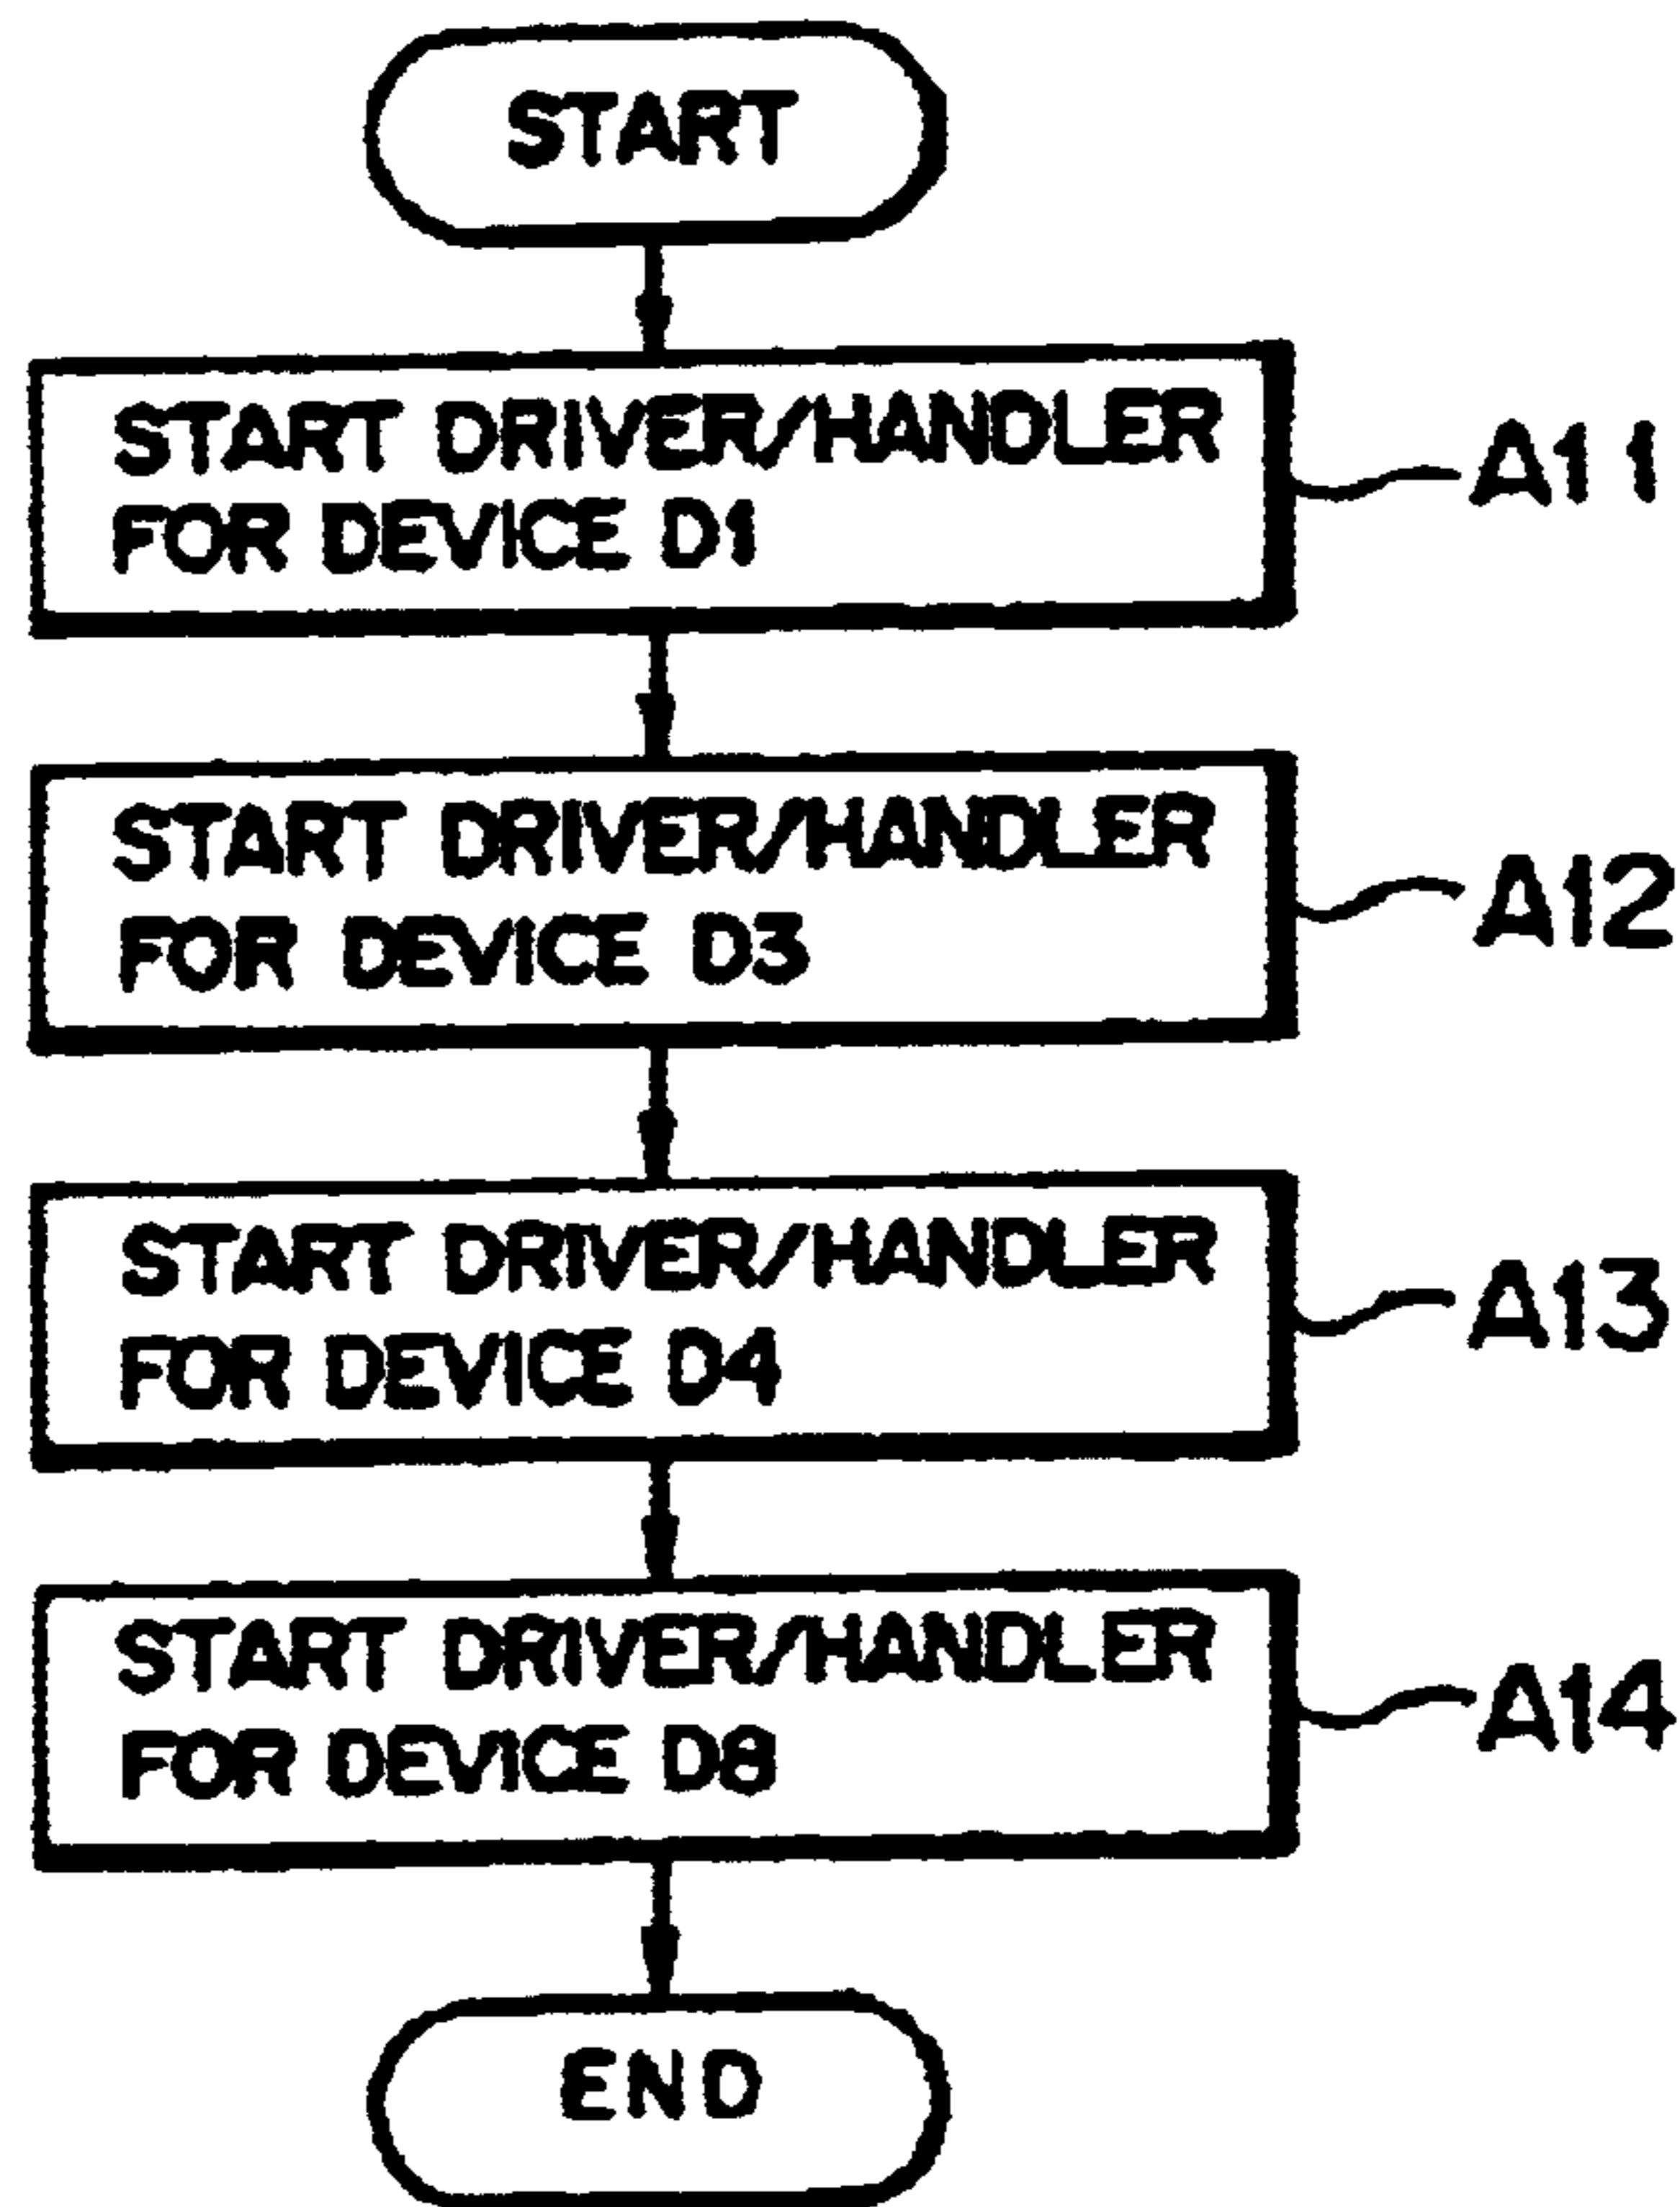 START
START DRIVER/HANDLER
FOR DEVICE D1
A11
START DRIVER/HANDLER
FOR DEVICE D3
A12
START DRIVER/HANDLER
FOR DEVICE D4
A13
START DRIVER/HANDLER
FOR DEVICE D8
A14
END